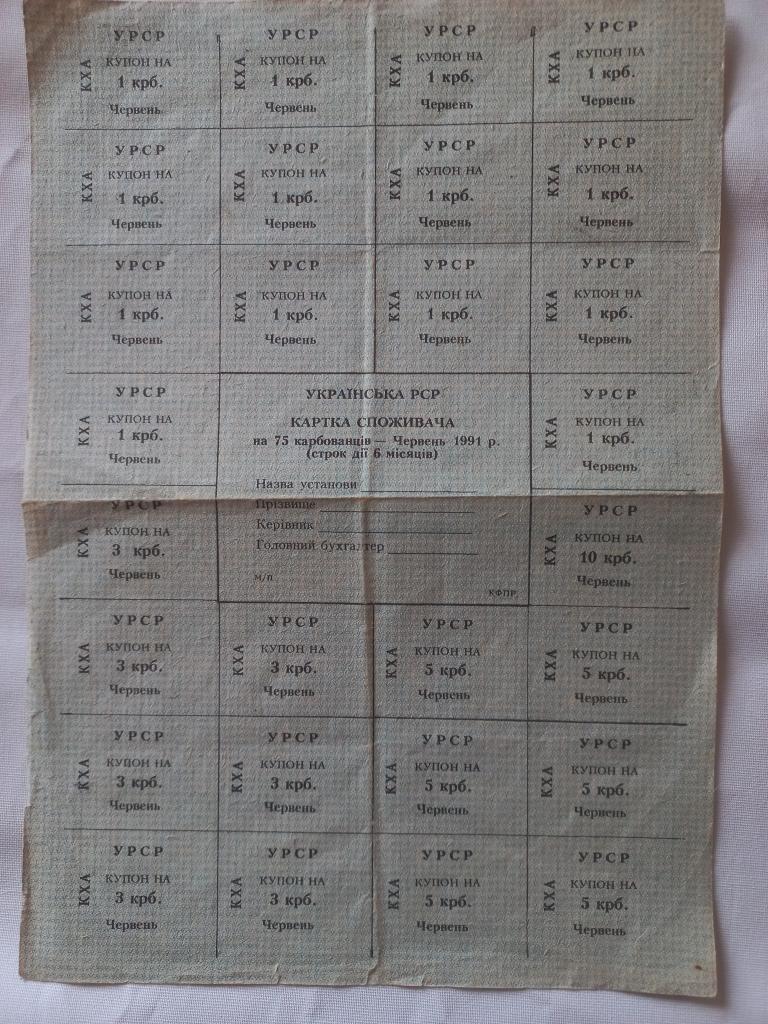 КХА
УРСР
КУПОН НА
1 крб.
Червень
КХА
УРСР
КУПОН НА
1 крб.
Червень
КХА
УРСР
КУПОН НА
1 крб.
Червень
КХА
УРСР
КУПОН НА
1 крб.
Червень
КХА
УРСР
КУПОН НА
1 крб.
Червень
КХА
УРСР
КУПОН НА
1 крб.
Червень
КХА
УРСР
КУПОН НА
1 крб.
Червень
КХА
УРСР
КУПОН НА
1 крб.
Червень
КХА
УРСР
КУПОН НА
1 крб.
Червень
КХА
УРСР
КУПОН НА
1 крб.
Червень
КХА
УРСР
КУПОН НА
1 крб.
Червень
КХА
УРСР
КУПОН НА
1 крб.
Червень
КХА
УРСР
КУПОН НА
1 крб.
Червень
УКРАЇНСЬКА РСР
КАРТКА СПОЖИВАЧА
на 75 карбованців — Червень 1991 р.
(строк дії 6 місяців)
Назва установи
Прізвище
Керівник
Головний бухгалтер
м/п
КФПР
КХА
УРСР
КУПОН НА
1 крб.
Червень
КХА
УРСР
КУПОН НА
3 крб.
Червень
КХА
УРСР
КУПОН НА
10 крб.
Червень
КХА
УРСР
КУПОН НА
3 крб.
Червень
КХА
УРСР
КУПОН НА
3 крб.
Червень
КХА
УРСР
КУПОН НА
5 крб.
Червень
КХА
УРСР
КУПОН НА
5 крб.
Червень
КХА
УРСР
КУПОН НА
3 крб.
Червень
КХА
УРСР
КУПОН НА
3 крб.
Червень
КХА
УРСР
КУПОН НА
5 крб.
Червень
КХА
УРСР
КУПОН НА
5 крб.
Червень
КХА
УРСР
КУПОН НА
3 крб.
Червень
КХА
УРСР
КУПОН НА
3 крб.
Червень
КХА
УРСР
КУПОН НА
5 крб.
Червень
КХА
УРСР
КУПОН НА
5 крб.
Червень